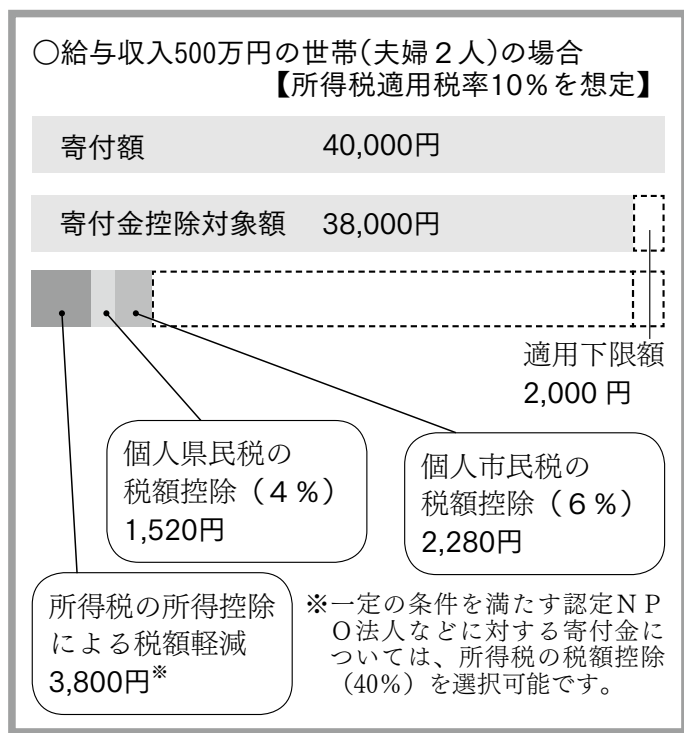 ○給与収入500万円の世帯(夫婦２人)の場合
【所得税適用税率10%を想定】
寄付額 40,000円
寄付金控除対象額 38,000円
適用下限額
2,000 円
個人県民税の
税額控除（４％）
1,520円
個人市民税の
税額控除（６％）
2,280円
所得税の所得控除
による税額軽減
3,800円※
※一定の条件を満たす認定ＮＰ
Ｏ法人などに対する寄付金に
ついては、所得税の税額控除
（40%）を選択可能です。